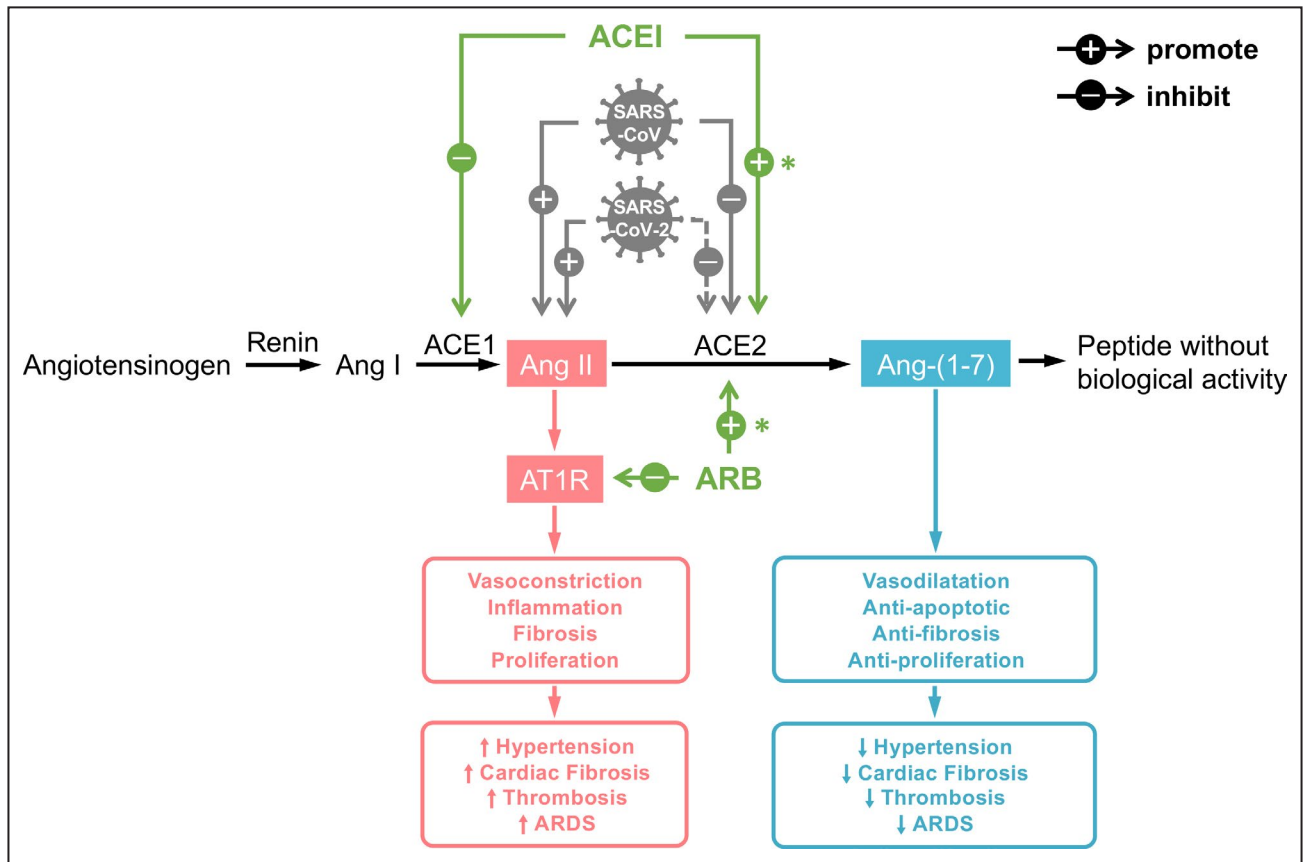 ACEI
+ promote
− inhibit
SARS
-CoV
−
+ *
+
−
SARS
-CoV-2
+
−
Angiotensinogen
Renin
Ang I
ACE1
Ang II
ACE2
Ang-(1-7)
Peptide without
biological activity
+ *
AT1R
−
ARB
Vasoconstriction
Inflammation
Fibrosis
Proliferation
Vasodilatation
Anti-apoptotic
Anti-fibrosis
Anti-proliferation
↑ Hypertension
↑ Cardiac Fibrosis
↑ Thrombosis
↑ ARDS
↓ Hypertension
↓ Cardiac Fibrosis
↓ Thrombosis
↓ ARDS